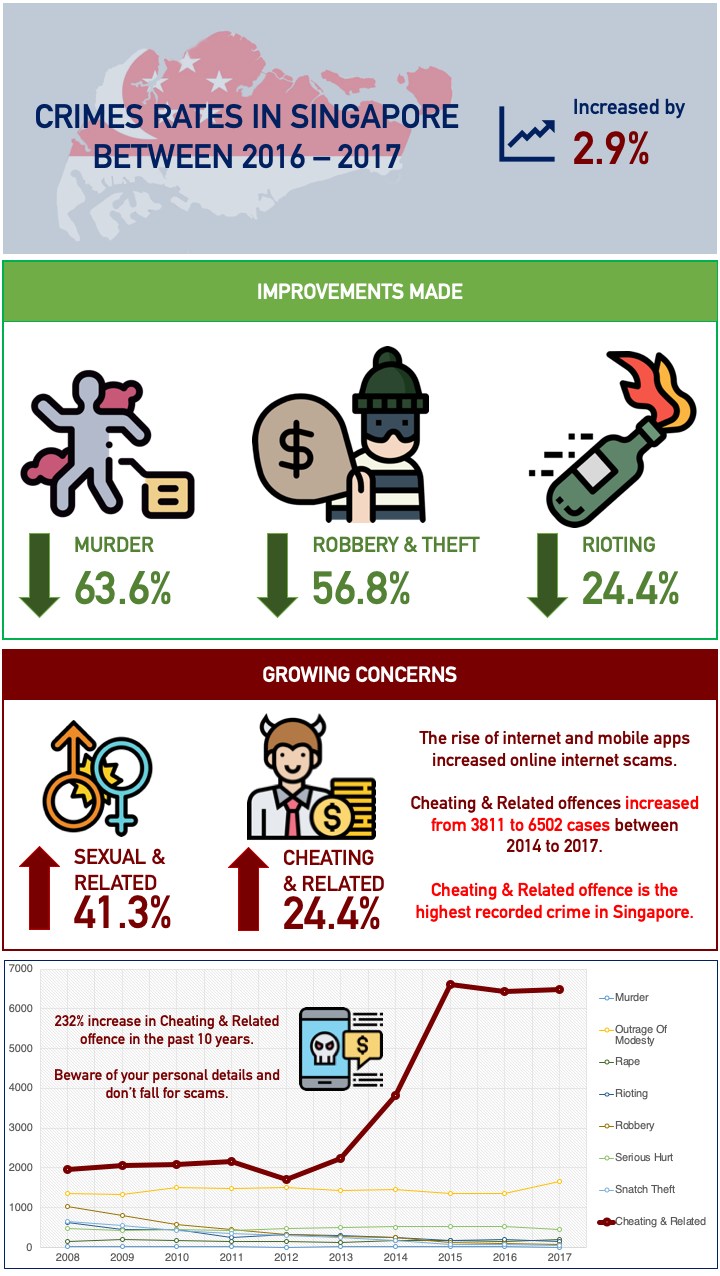 CRIMES RATES IN SINGAPORE
BETWEEN 2016 – 2017
Increased by
2.9%
IMPROVEMENTS MADE
MURDER
63.6%
ROBBERY & THEFT
56.8%
RIOTING
24.4%
GROWING CONCERNS
SEXUAL &
RELATED
41.3%
CHEATING
& RELATED
24.4%
The rise of internet and mobile apps
increased online internet scams.
Cheating & Related offences increased
from 3811 to 6502 cases between
2014 to 2017.
Cheating & Related offence is the
highest recorded crime in Singapore.
7000
6000
5000
4000
3000
2000
1000
0
232% increase in Cheating & Related
offence in the past 10 years.
Beware of your personal details and
don't fall for scams.
2008 2009 2010 2011 2012 2013 2014 2015 2016 2017
Murder
Outrage Of
Modesty
Rape
Rioting
Robbery
Serious Hurt
Snatch Theft
Cheating & Related